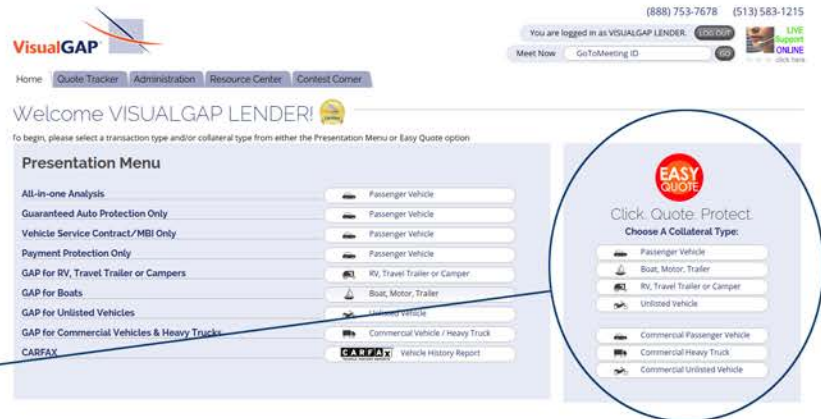 (888) 753-7678 (513) 583-1215
You are logged in as VISUALGAP LENDER. LOG OUT
LIVE
Support
ONLINE
click here
VisualGAP
Meet Now GoToMeeting ID GO
Home Quote Tracker Administration Resource Center Contest Corner
Welcome VISUALGAP LENDER!
To begin, please select a transaction type and/or collateral type from either the Presentation Menu or Easy Quote option
Presentation Menu
All-in-one Analysis Passenger Vehicle
Guaranteed Auto Protection Only Passenger Vehicle
Vehicle Service Contract/MBI Only Passenger Vehicle
Payment Protection Only Passenger Vehicle
GAP for RV, Travel Trailer or Campers RV, Travel Trailer or Camper
GAP for Boats Boat, Motor, Trailer
GAP for Unlisted Vehicles Unlisted Vehicle
GAP for Commercial Vehicles & Heavy Trucks Commercial Vehicle / Heavy Truck
CARFAX CARFAX Vehicle History Report
EASY
QUOTE
Click. Quote. Protect.
Choose A Collateral Type:
Passenger Vehicle
Boat, Motor, Trailer
RV, Travel Trailer or Camper
Unlisted Vehicle
Commercial Passenger Vehicle
Commercial Heavy Truck
Commercial Unlisted Vehicle